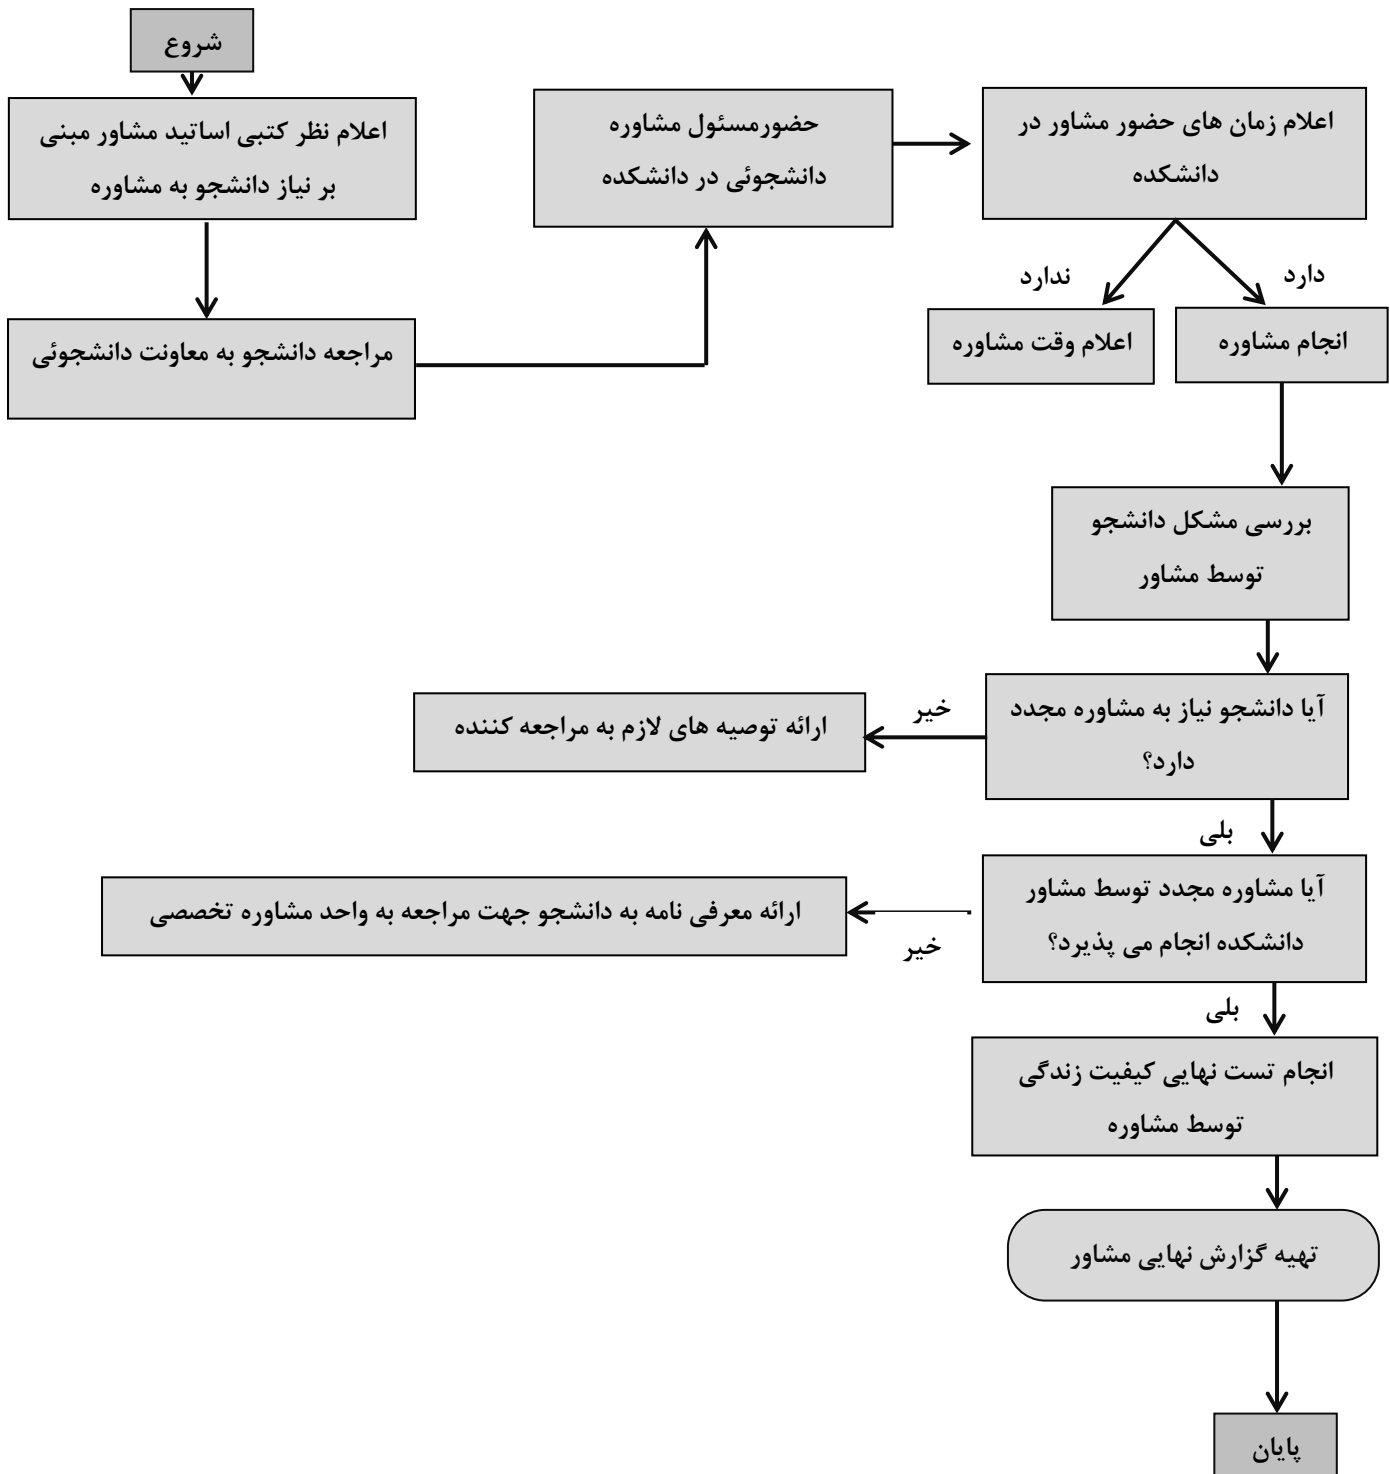 شروع
اعلام نظر کتبی اساتید مشاور مبنی
بر نیاز دانشجو به مشاوره
مراجعه دانشجو به معاونت دانشجوئی
حضورمسئول مشاوره
دانشجوئی در دانشکده
اعلام زمان های حضور مشاور در
دانشکده
دارد
ندارد
انجام مشاوره
اعلام وقت مشاوره
بررسی مشکل دانشجو
توسط مشاور
آیا دانشجو نیاز به مشاوره مجدد
دارد؟
خیر
ارائه توصیه های لازم به مراجعه کننده
بلی
آیا مشاوره مجدد توسط مشاور
دانشکده انجام می پذیرد؟
خیر
ارائه معرفی نامه به دانشجو جهت مراجعه به واحد مشاوره تخصصی
بلی
انجام تست نهایی کیفیت زندگی
توسط مشاوره
تهیه گزارش نهایی مشاور
پایان